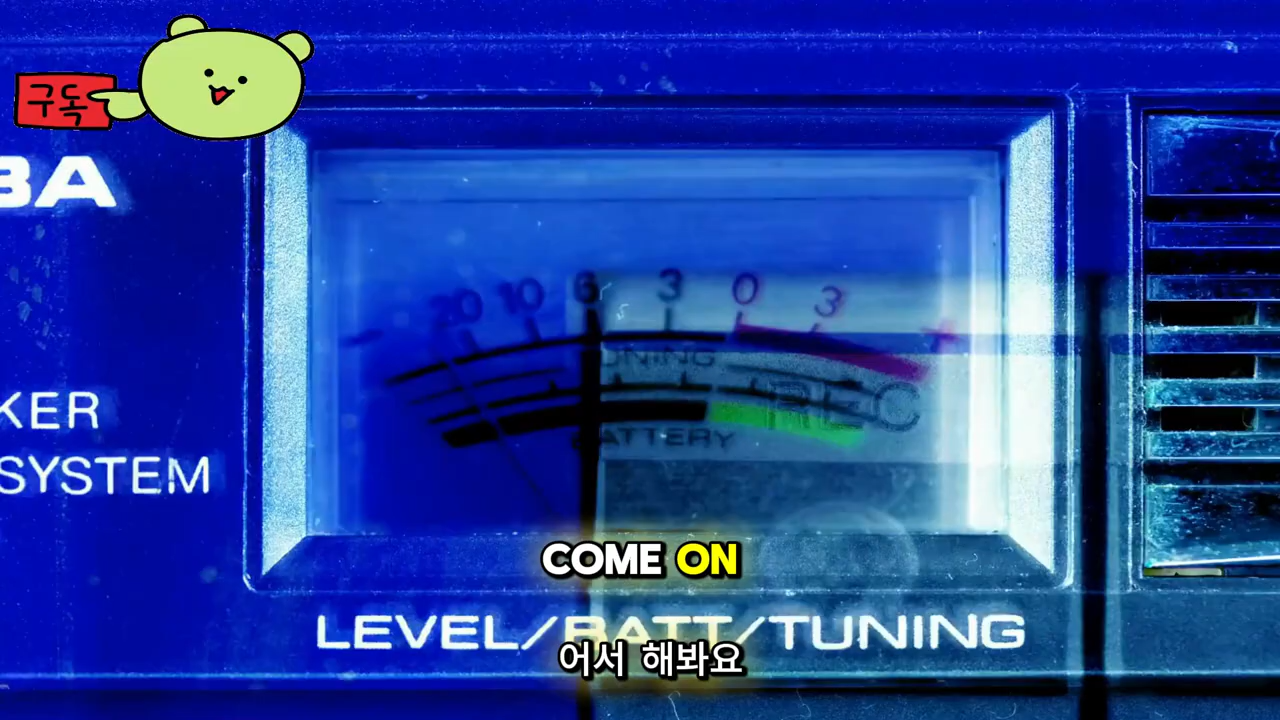 구독
BA
20 10 6 3 0 3 +
TUNING
REC
BATTERY
KER
SYSTEM
COME ON
LEVEL/BATT/TUNING
어서 해봐요